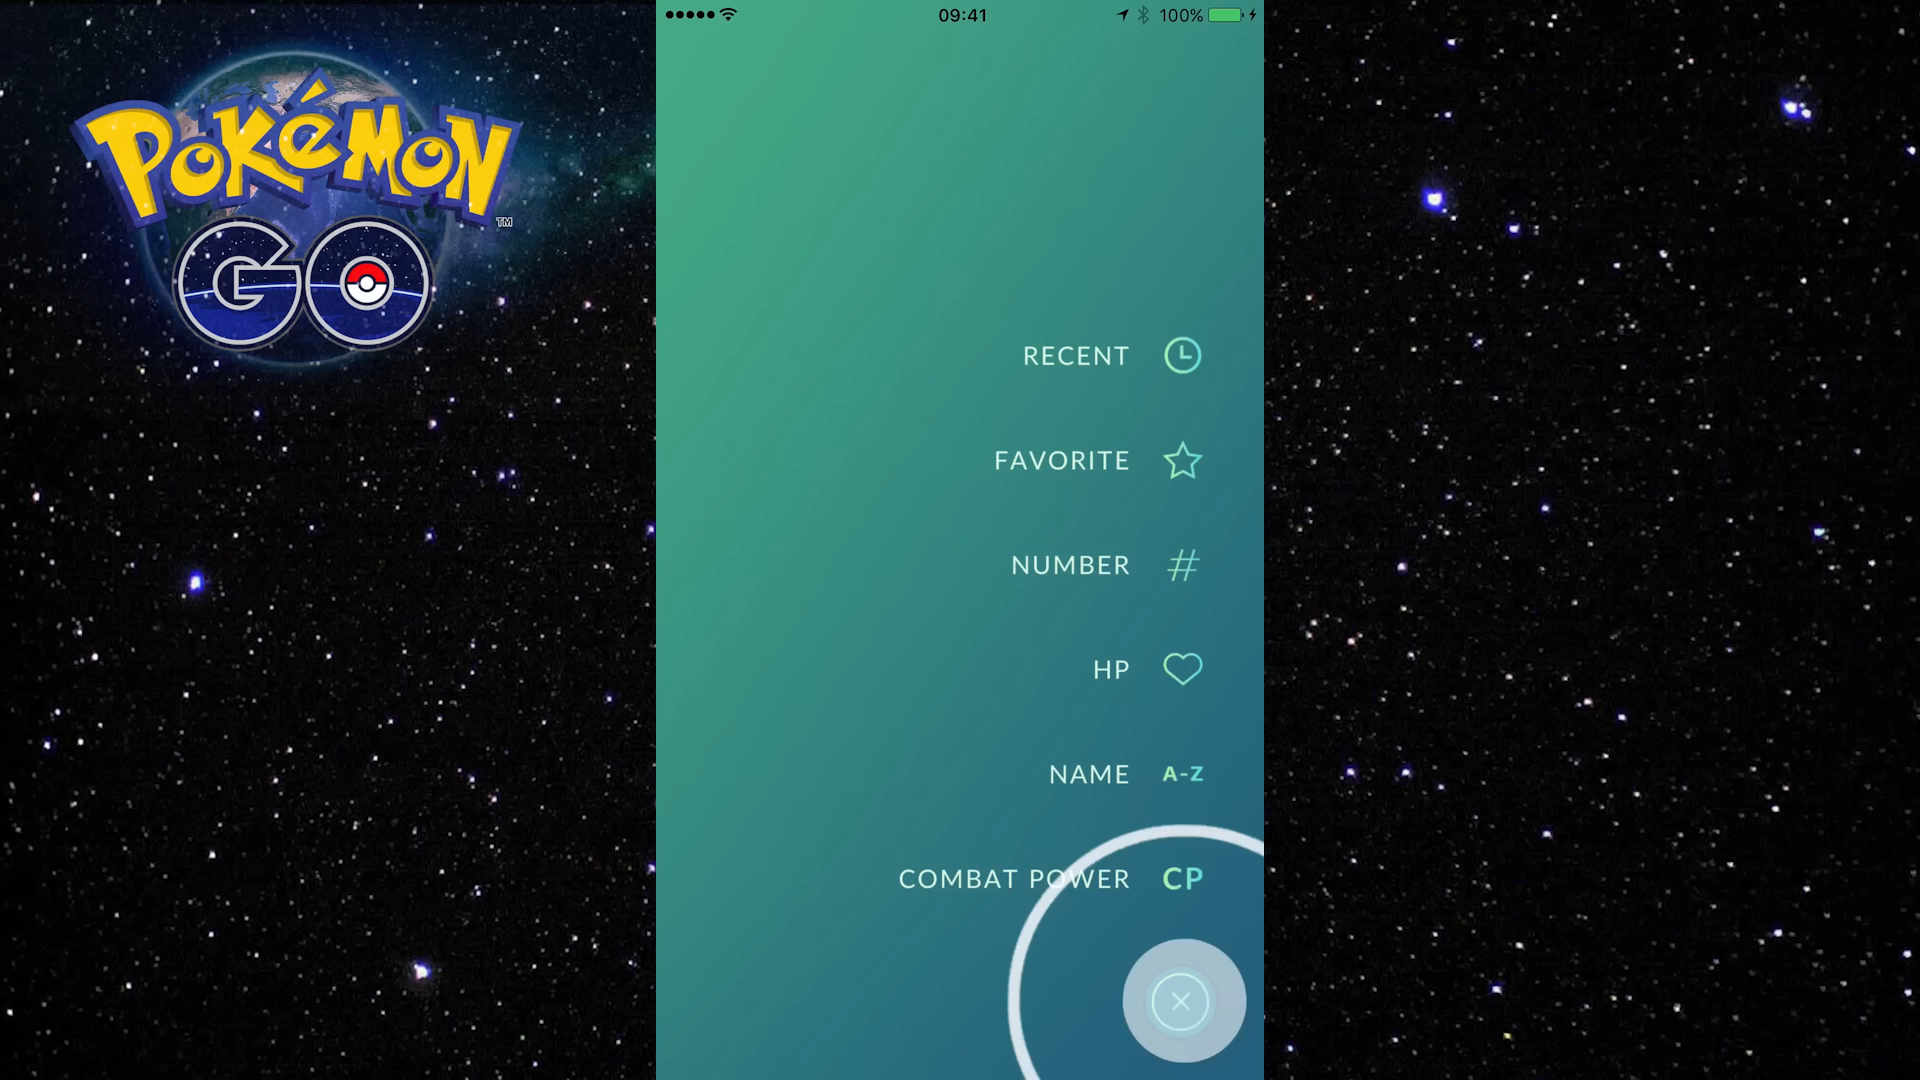 09:41
100%
POKÉMON
TM
GO
RECENT
FAVORITE
NUMBER
#
HP
NAME A-Z
COMBAT POWER CP